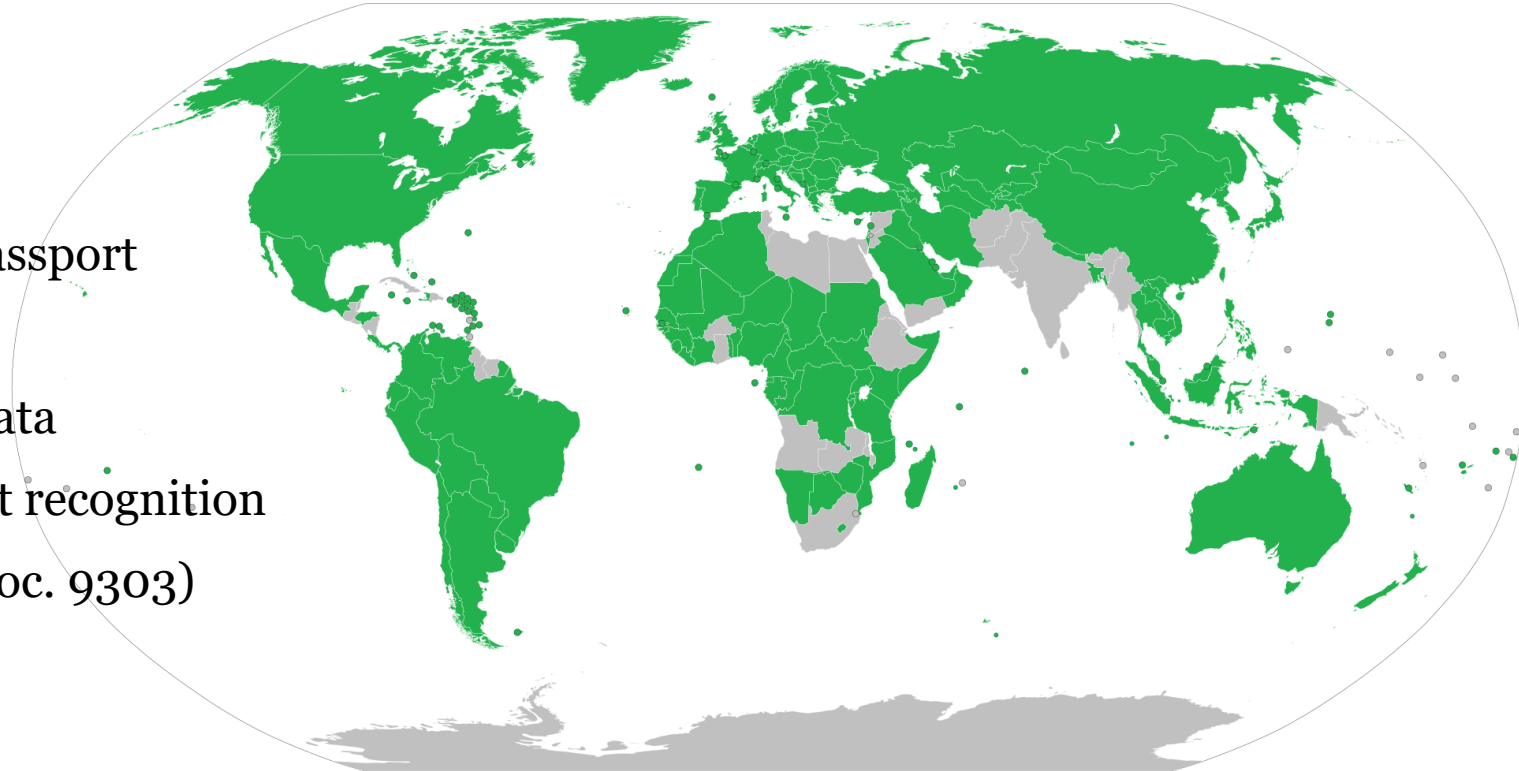 assport
ata
t recognition
oc. 9303)